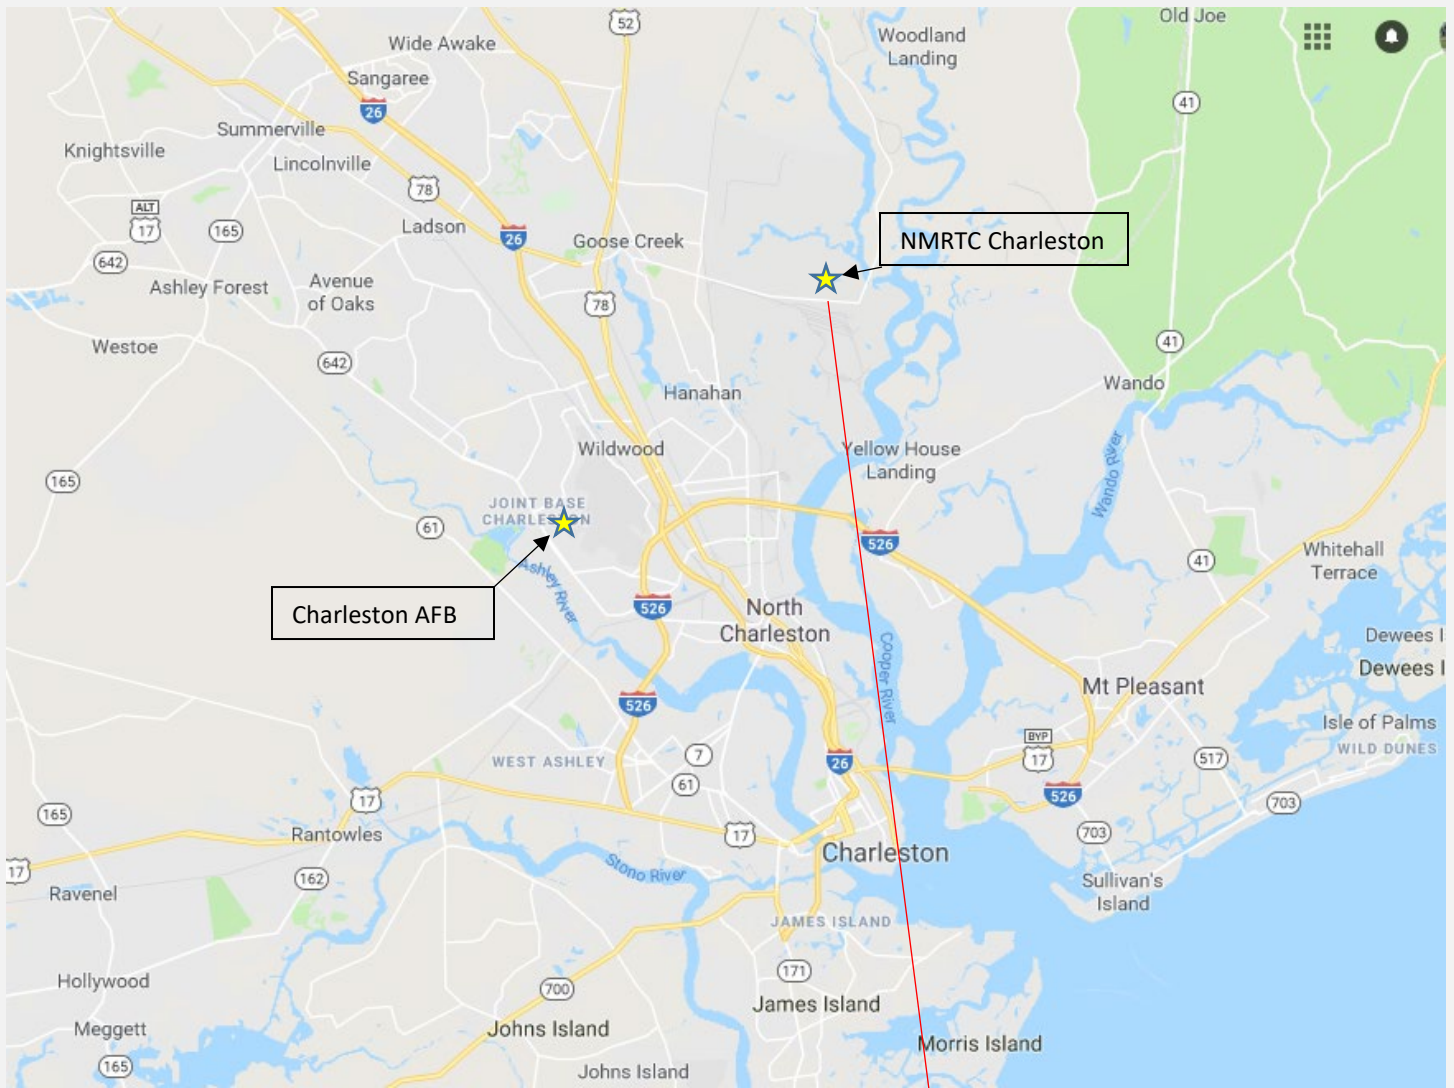 52
Old Joe
Woodland
Landing
Wide Awake
Sangaree
26
41
Summerville
Knightsville
Lincolnville
78
ALT
17
165
Ladson
26
Goose Creek
NMRTC Charleston
642
Ashley Forest
Avenue
of Oaks
78
Westoe
642
41
Wando
Hanahan
Wildwood
Yellow House
Landing
Wando River
165
JOINT BASE
CHARLESTON
61
526
Whitehall
Terrace
41
Ashley River
Charleston AFB
526
North
Charleston
Cooper River
Dewees I
Dewees I
Mt Pleasant
526
Isle of Palms
WILD DUNES
BYP
17
517
7
26
WEST ASHLEY
61
526
703
17
165
Rantowles
17
703
Charleston
17
Stono River
162
Ravenel
Sullivan's
Island
JAMES ISLAND
171
Hollywood
700
James Island
Meggett
Johns Island
Morris Island
165
Johns Island